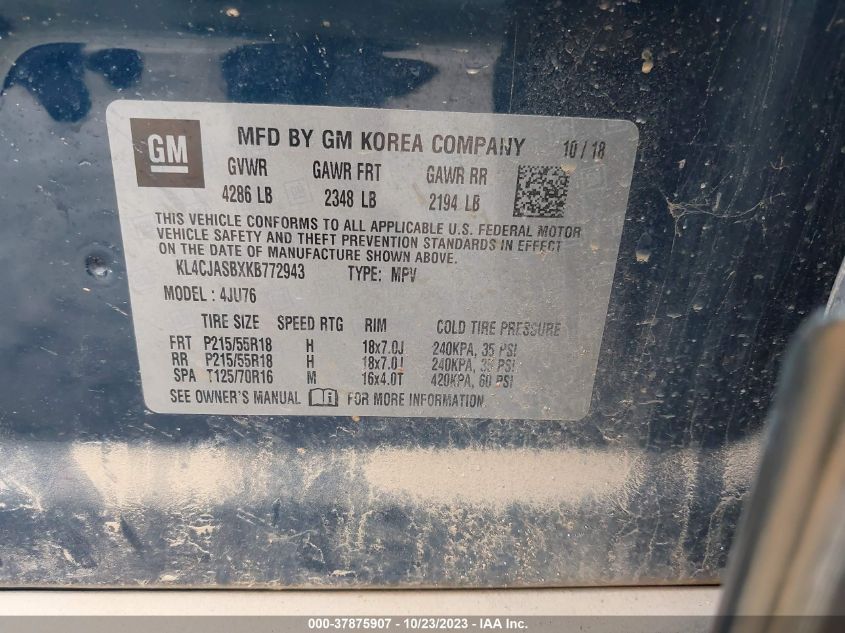 GM
MFD BY GM KOREA COMPANY 10 / 18
GVWR GAWR FRT GAWR RR
4286 LB 2348 LB 2194 LB
THIS VEHICLE CONFORMS TO ALL APPLICABLE U.S. FEDERAL MOTOR
VEHICLE SAFETY AND THEFT PREVENTION STANDARDS IN EFFECT
ON THE DATE OF MANUFACTURE SHOWN ABOVE.
KL4CJASBXKB772943 TYPE: MPV
MODEL : 4JU76
TIRE SIZE SPEED RTG RIM COLD TIRE PRESSURE
FRT P215/55R18 H 18x7.0J 240KPA, 35 PSI
RR P215/55R18 H 18x7.0J 240KPA, 35 PSI
SPA T125/70R16 M 16x4.0T 420KPA, 60 PSI
SEE OWNER'S MANUAL FOR MORE INFORMATION.
000-37875907 - 10/23/2023 - IAA Inc.